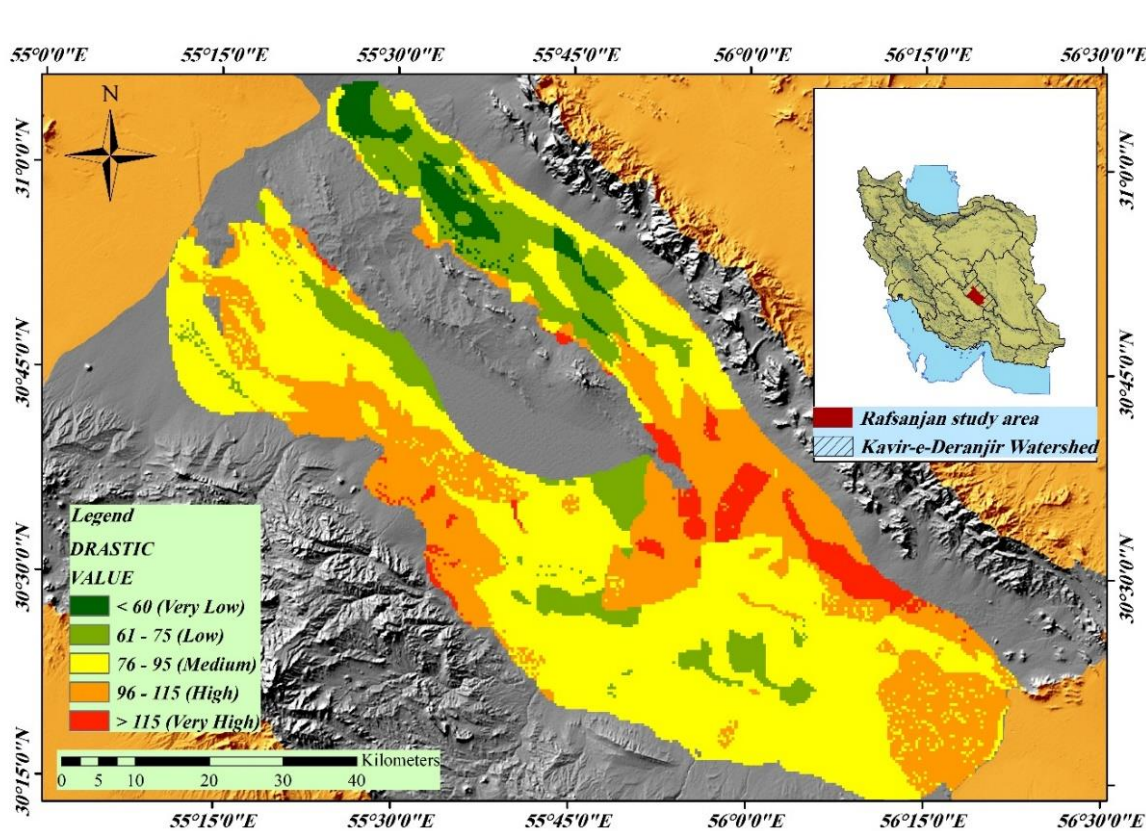 55°0'0"E 55°15'0"E 55°30'0"E 55°45'0"E 56°0'0"E 56°15'0"E 56°30'0"E
N
31°0'0"N
30°45'0"N
30°30'0"N
30°15'0"N
31°0'0"N
30°45'0"N
30°30'0"N
Rafsanjan study area
Kavir-e-Deranjir Watershed
Legend
DRASTIC
VALUE
< 60 (Very Low)
61 - 75 (Low)
76 - 95 (Medium)
96 - 115 (High)
> 115 (Very High)
Kilometers
0 5 10 20 30 40
55°15'0"E 55°30'0"E 55°45'0"E 56°0'0"E 56°15'0"E 56°30'0"E